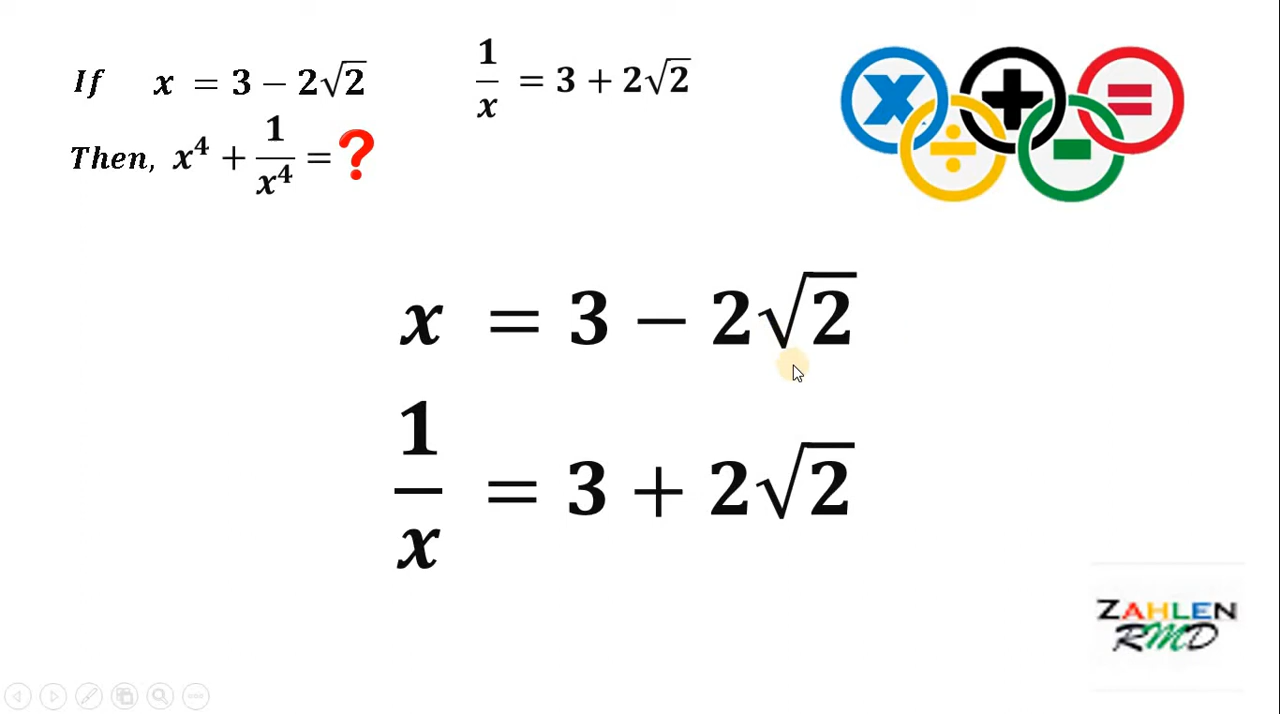 If x = 3 − 2√2
1/x = 3 + 2√2
Then, x⁴ + 1/x⁴ = ?
x + =
÷ -
x = 3 − 2√2
1/x = 3 + 2√2
ZAHLEN
RMD